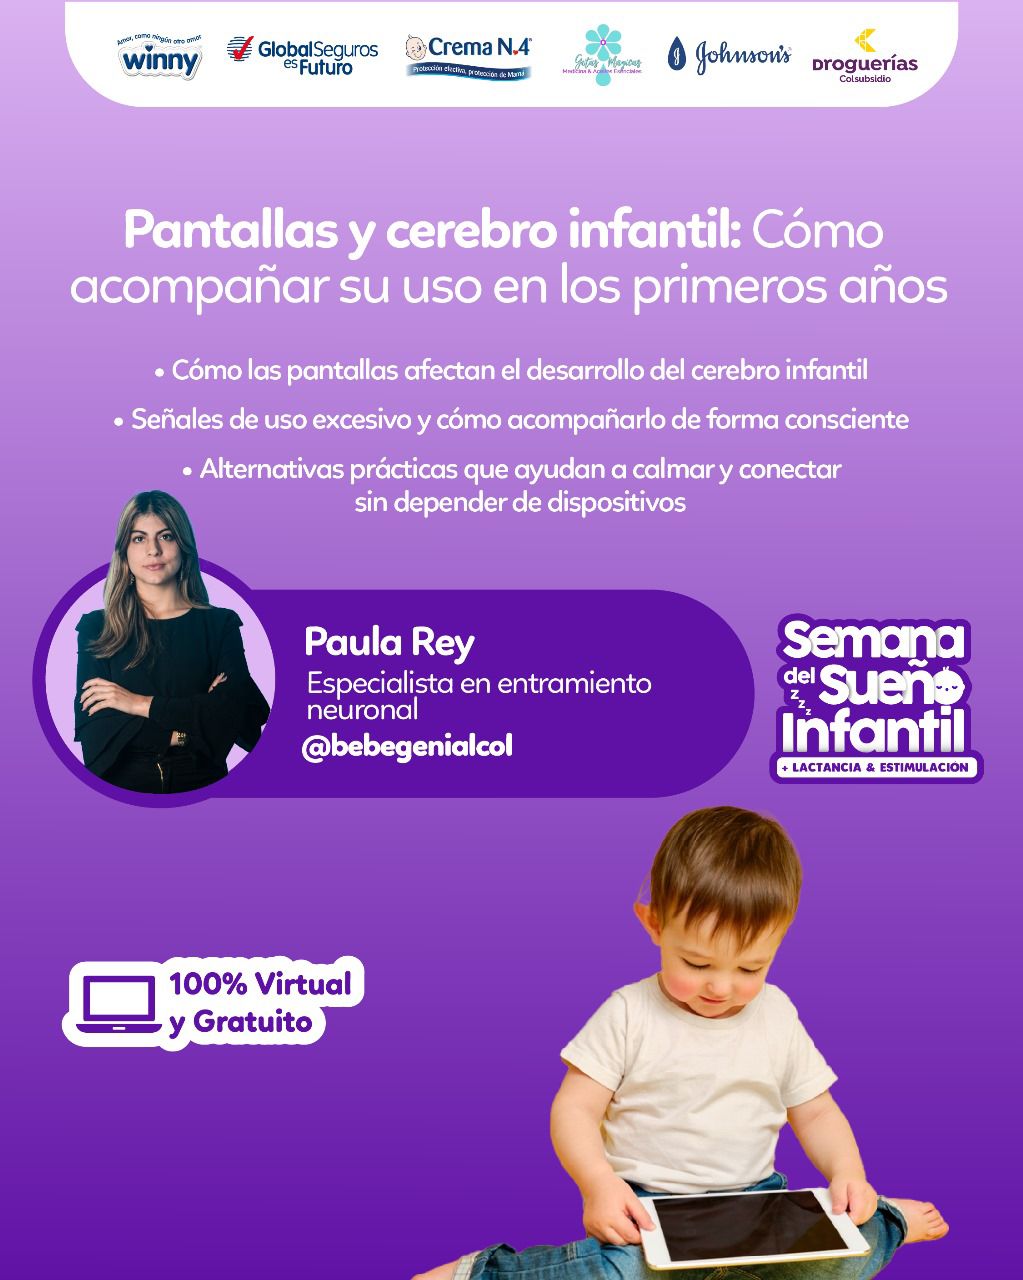 Amor, como ningún otro amor
winny
GlobalSeguros
es Futuro
Crema N.4
Protección efectiva, protección de Mamá
Gotas Mágicas
Medicina & Aceites Esenciales
Johnson's
Droguerías
Colsubsidio
Pantallas y cerebro infantil: Cómo
acompañar su uso en los primeros años
• Cómo las pantallas afectan el desarrollo del cerebro infantil
• Señales de uso excesivo y cómo acompañarlo de forma consciente
• Alternativas prácticas que ayudan a calmar y conectar
sin depender de dispositivos
Paula Rey
Especialista en entramiento
neuronal
@bebegenialcol
Semana
del Sueño
z z z
Infantil
+ LACTANCIA & ESTIMULACIÓN
100% Virtual
y Gratuito